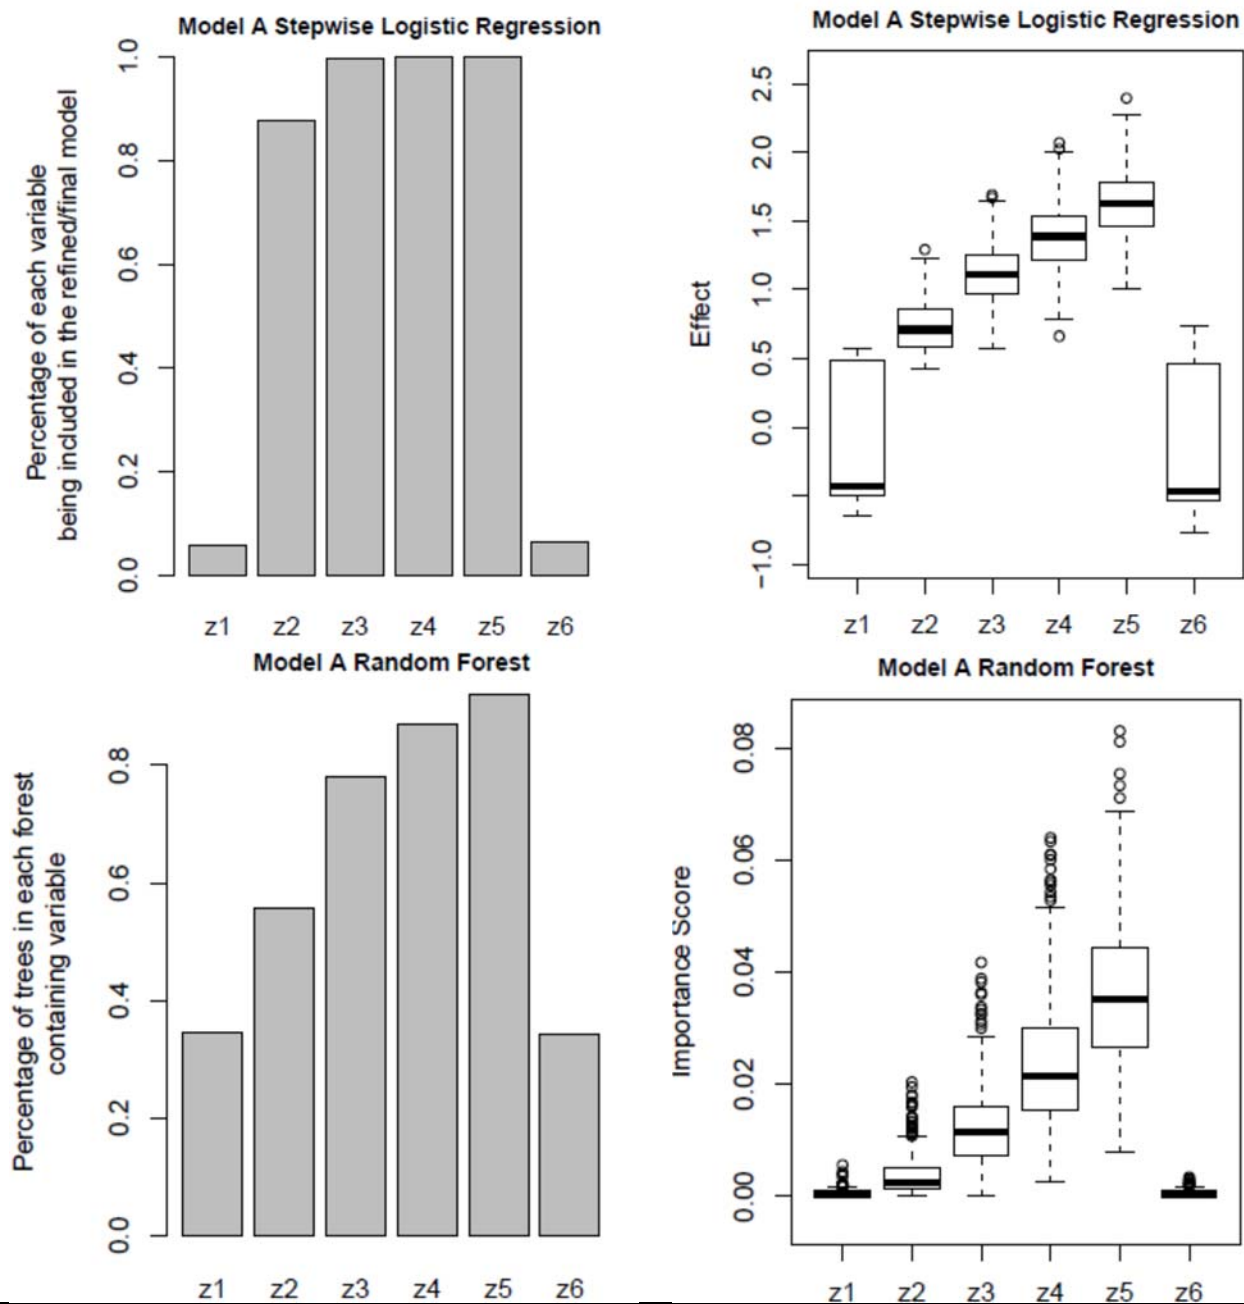 Model A Stepwise Logistic Regression
Percentage of each variable
being included in the refined/final model
1.0
0.8
0.6
0.4
0.2
0.0
z1 z2 z3 z4 z5 z6
Model A Stepwise Logistic Regression
Effect
2.5
2.0
1.5
1.0
0.5
0.0
−1.0
z1 z2 z3 z4 z5 z6
Model A Random Forest
Percentage of trees in each forest
containing variable
0.8
0.6
0.4
0.2
0.0
z1 z2 z3 z4 z5 z6
Model A Random Forest
Importance Score
0.08
0.06
0.04
0.02
0.00
z1 z2 z3 z4 z5 z6